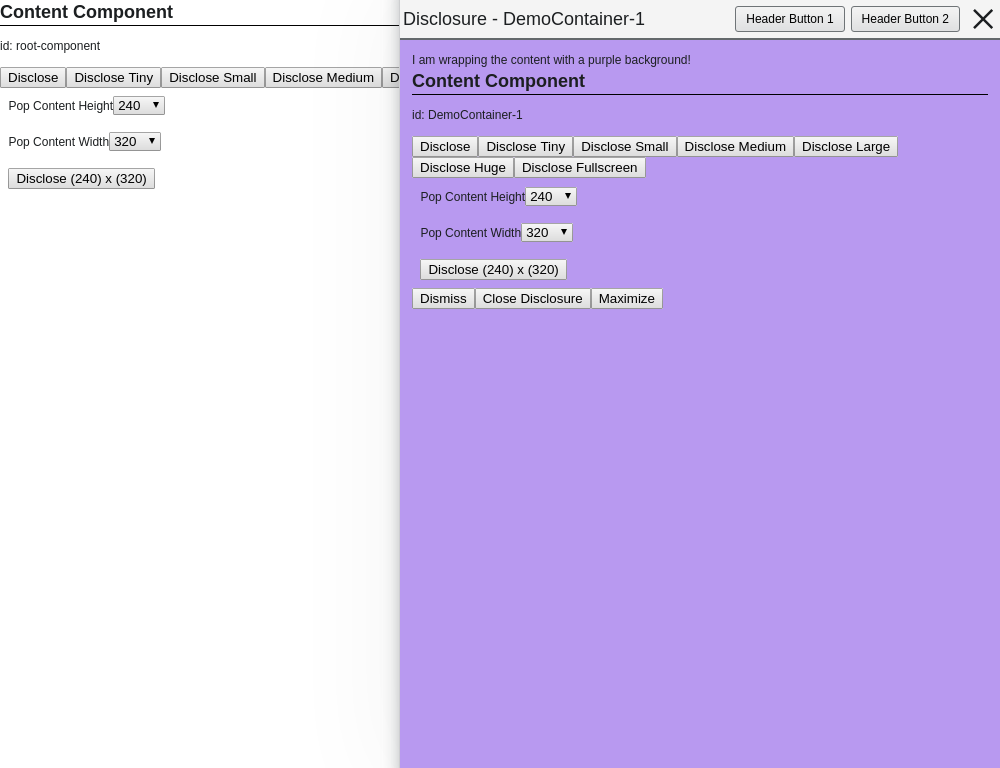 Content Component
id: root-component
Disclose Disclose Tiny Disclose Small Disclose Medium D
Pop Content Height 240
Pop Content Width 320
Disclose (240) x (320)
Disclosure - DemoContainer-1 Header Button 1 Header Button 2
I am wrapping the content with a purple background!
Content Component
id: DemoContainer-1
Disclose Disclose Tiny Disclose Small Disclose Medium Disclose Large
Disclose Huge Disclose Fullscreen
Pop Content Height 240
Pop Content Width 320
Disclose (240) x (320)
Dismiss Close Disclosure Maximize